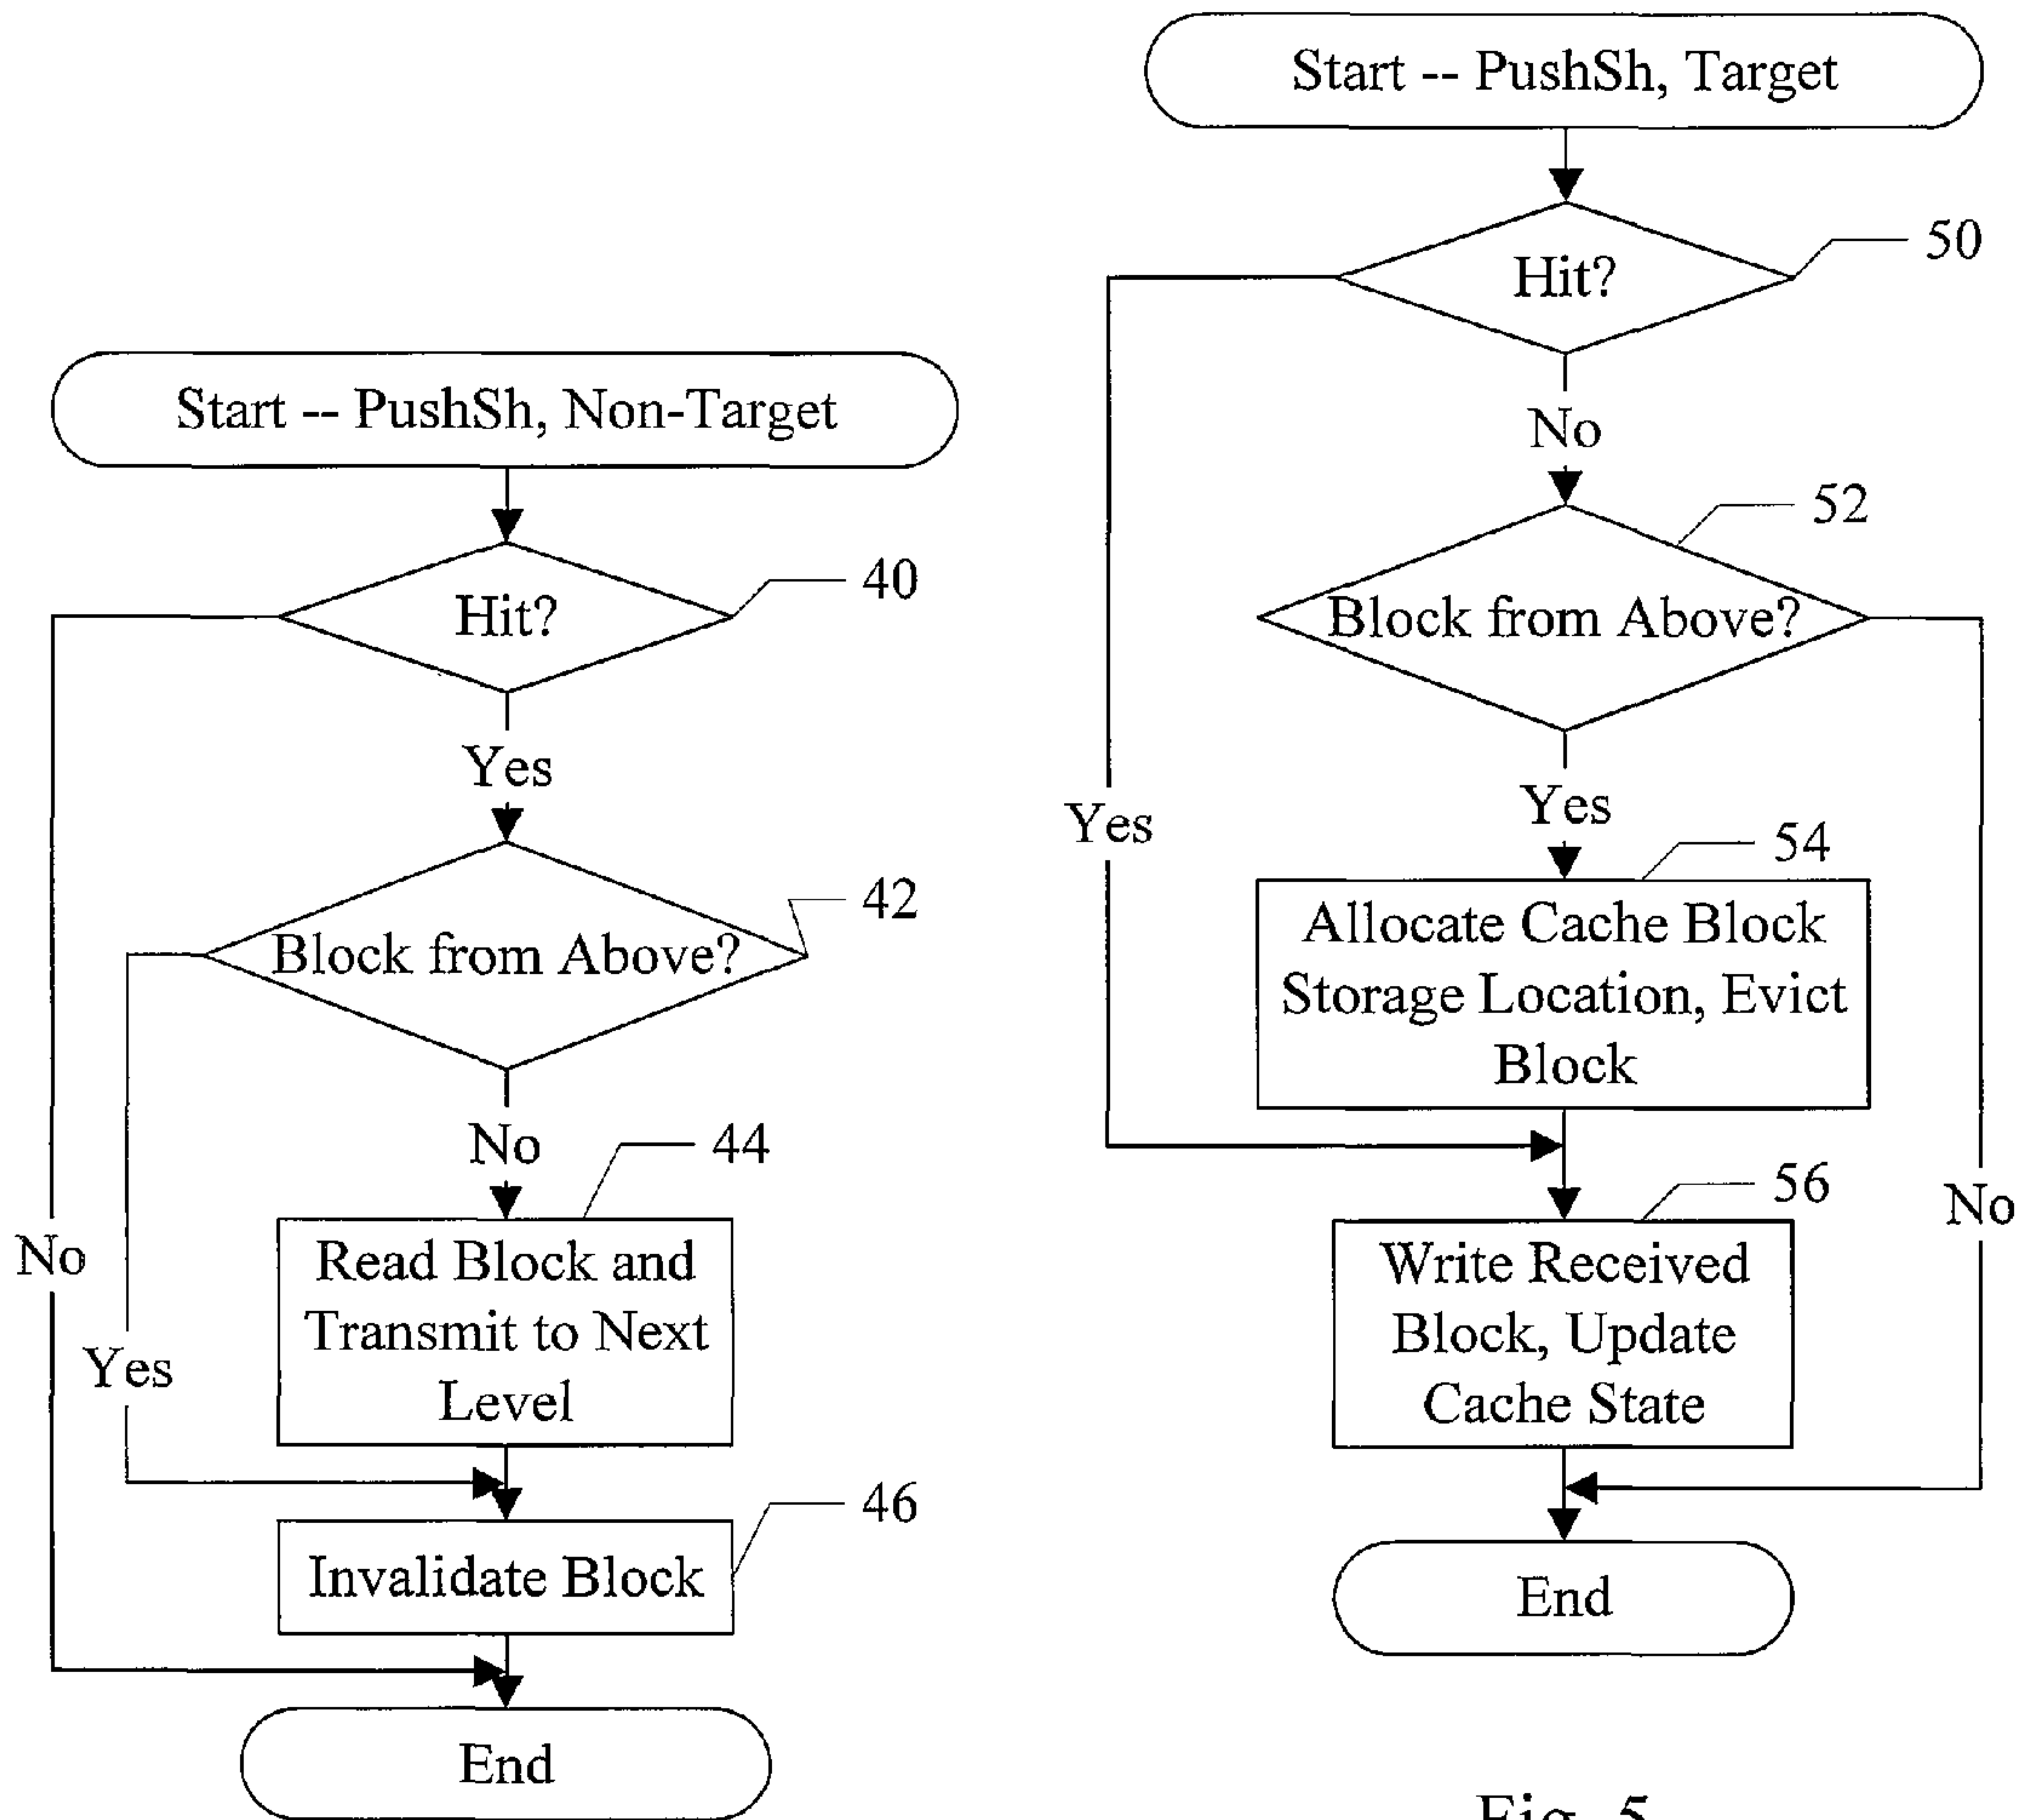 Start -- PushSh, Non-Target
Hit?
40
Yes
Block from Above?
42
No
Read Block and
Transmit to Next
Level
44
Yes
Invalidate Block
46
No
End
Start -- PushSh, Target
Hit?
50
No
Block from Above?
52
Yes
Allocate Cache Block
Storage Location, Evict
Block
54
Yes
Write Received
Block, Update
Cache State
56
No
End
Fig. 5